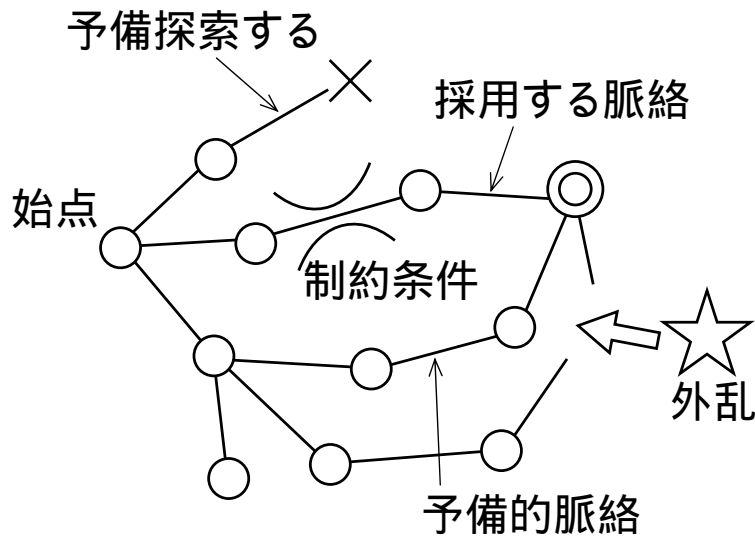 予備探索する
採用する脈絡
始点
制約条件
外乱
予備的脈絡